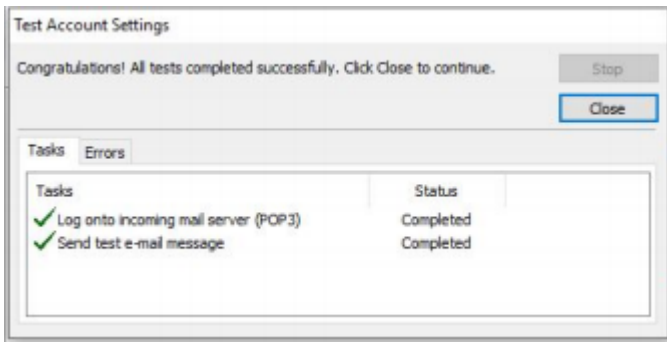 Test Account Settings
Congratulations! All tests completed successfully. Click Close to continue.
Stop
Close
Tasks Errors
Tasks Status
Log onto incoming mail server (POP3) Completed
Send test e-mail message Completed